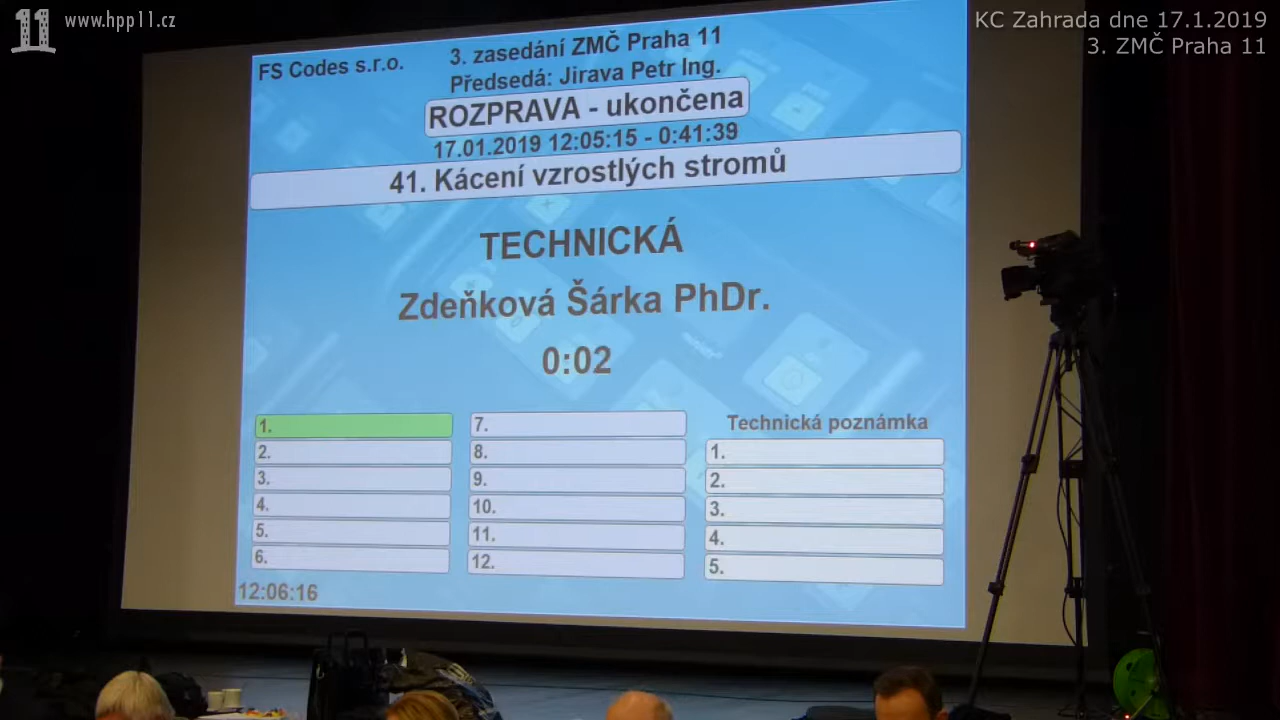 11 www.hpp11.cz
KC Zahrada dne 17.1.2019
3. ZMČ Praha 11
FS Codes s.r.o.
3. zasedání ZMČ Praha 11
Předsedá: Jirava Petr Ing.
ROZPRAVA - ukončena
17.01.2019 12:05:15 - 0:41:39
41. Kácení vzrostlých stromů
TECHNICKÁ
Zdeňková Šárka PhDr.
0:02
1.
2.
3.
4.
5.
6.
7.
8.
9.
10.
11.
12.
Technická poznámka
1.
2.
3.
4.
5.
12:06:16